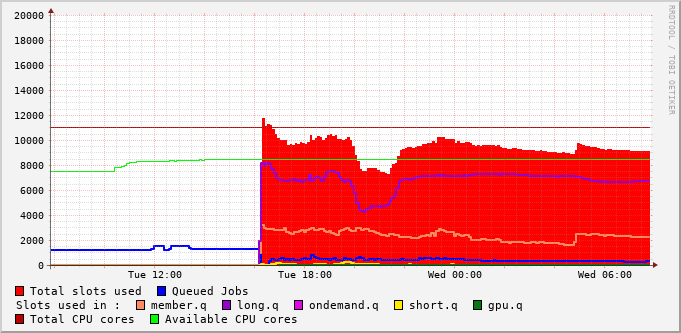 RRDTOOL / TOBI OETIKER
20000
18000
16000
14000
12000
10000
8000
6000
4000
2000
0
Tue 12:00 Tue 18:00 Wed 00:00 Wed 06:00
Total slots used Queued Jobs
Slots used in : member.q long.q ondemand.q short.q gpu.q
Total CPU cores Available CPU cores